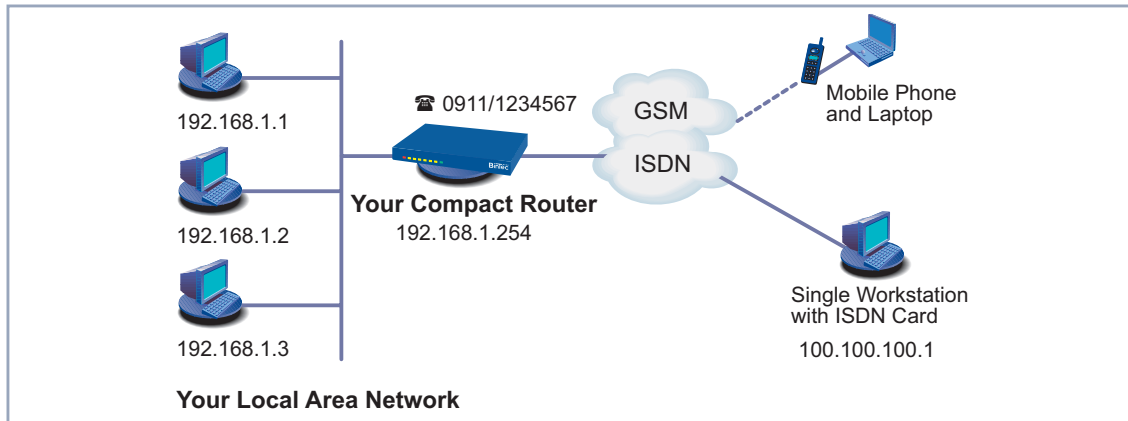 192.168.1.1
192.168.1.2
192.168.1.3
Your Local Area Network
☎ 0911/1234567
BinTec
Your Compact Router
192.168.1.254
GSM
ISDN
Mobile Phone
and Laptop
Single Workstation
with ISDN Card
100.100.100.1